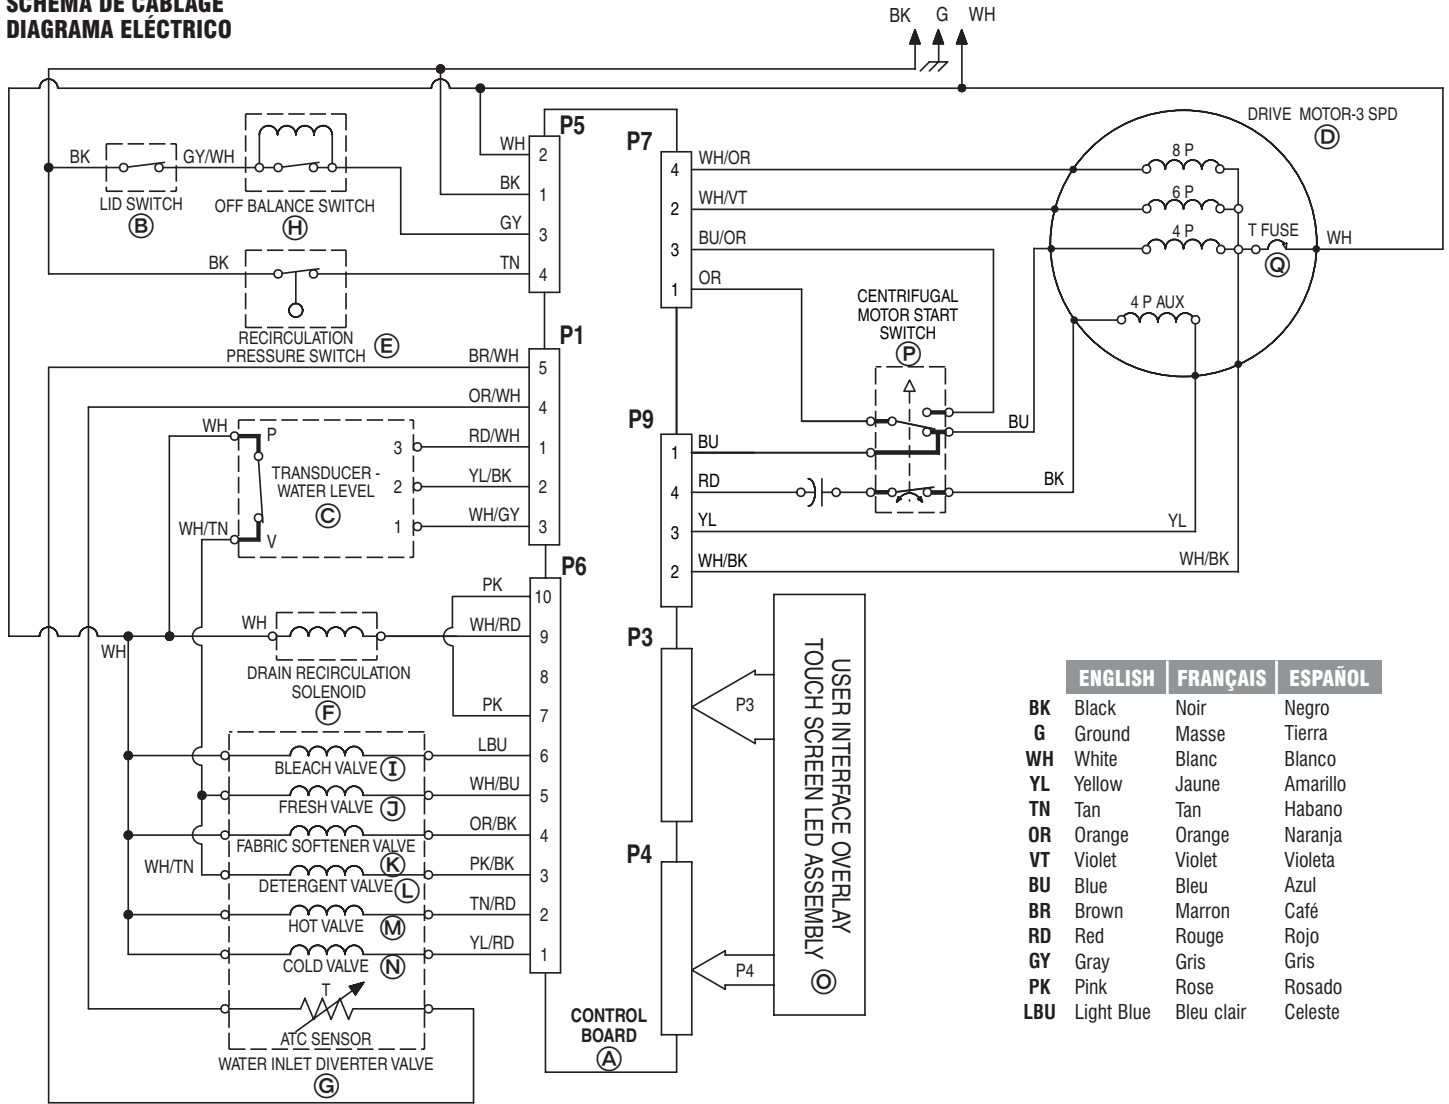 SCHÉMA DE CÂBLAGE
DIAGRAMA ELÉCTRICO
BK G WH
DRIVE MOTOR-3 SPD
D
8 P
6 P
4 P
T FUSE
Q
WH
4 P AUX
BK
GY/WH
LID SWITCH
B
OFF BALANCE SWITCH
H
BK
TN
RECIRCULATION
PRESSURE SWITCH
E
P5
WH 2
BK 1
GY 3
4
P1
BR/WH 5
OR/WH 4
RD/WH 1
YL/BK 2
WH/GY 3
WH
P
WH/TN
V
TRANSDUCER -
WATER LEVEL
C
3
2
1
P6
PK 10
WH/RD 9
8
PK 7
LBU 6
WH/BU 5
OR/BK 4
PK/BK 3
TN/RD 2
YL/RD 1
WH
WH
DRAIN RECIRCULATION
SOLENOID
F
BLEACH VALVE I
FRESH VALVE J
FABRIC SOFTENER VALVE
K
WH/TN
DETERGENT VALVE L
HOT VALVE M
COLD VALVE N
T
ATC SENSOR
WATER INLET DIVERTER VALVE
G
CONTROL
BOARD
A
P7
4 WH/OR
2 WH/VT
3 BU/OR
1 OR
CENTRIFUGAL
MOTOR START
SWITCH
P
BU
BK
YL
WH/BK
P9
1 BU
4 RD
3 YL
2 WH/BK
P3
P3
P4
P4
USER INTERFACE OVERLAY
TOUCH SCREEN LED
ASSEMBLY O
ENGLISH FRANÇAIS ESPAÑOL
BK Black Noir Negro
G Ground Masse Tierra
WH White Blanc Blanco
YL Yellow Jaune Amarillo
TN Tan Tan Habano
OR Orange Orange Naranja
VT Violet Violet Violeta
BU Blue Bleu Azul
BR Brown Marron Café
RD Red Rouge Rojo
GY Gray Gris Gris
PK Pink Rose Rosado
LBU Light Blue Bleu clair Celeste